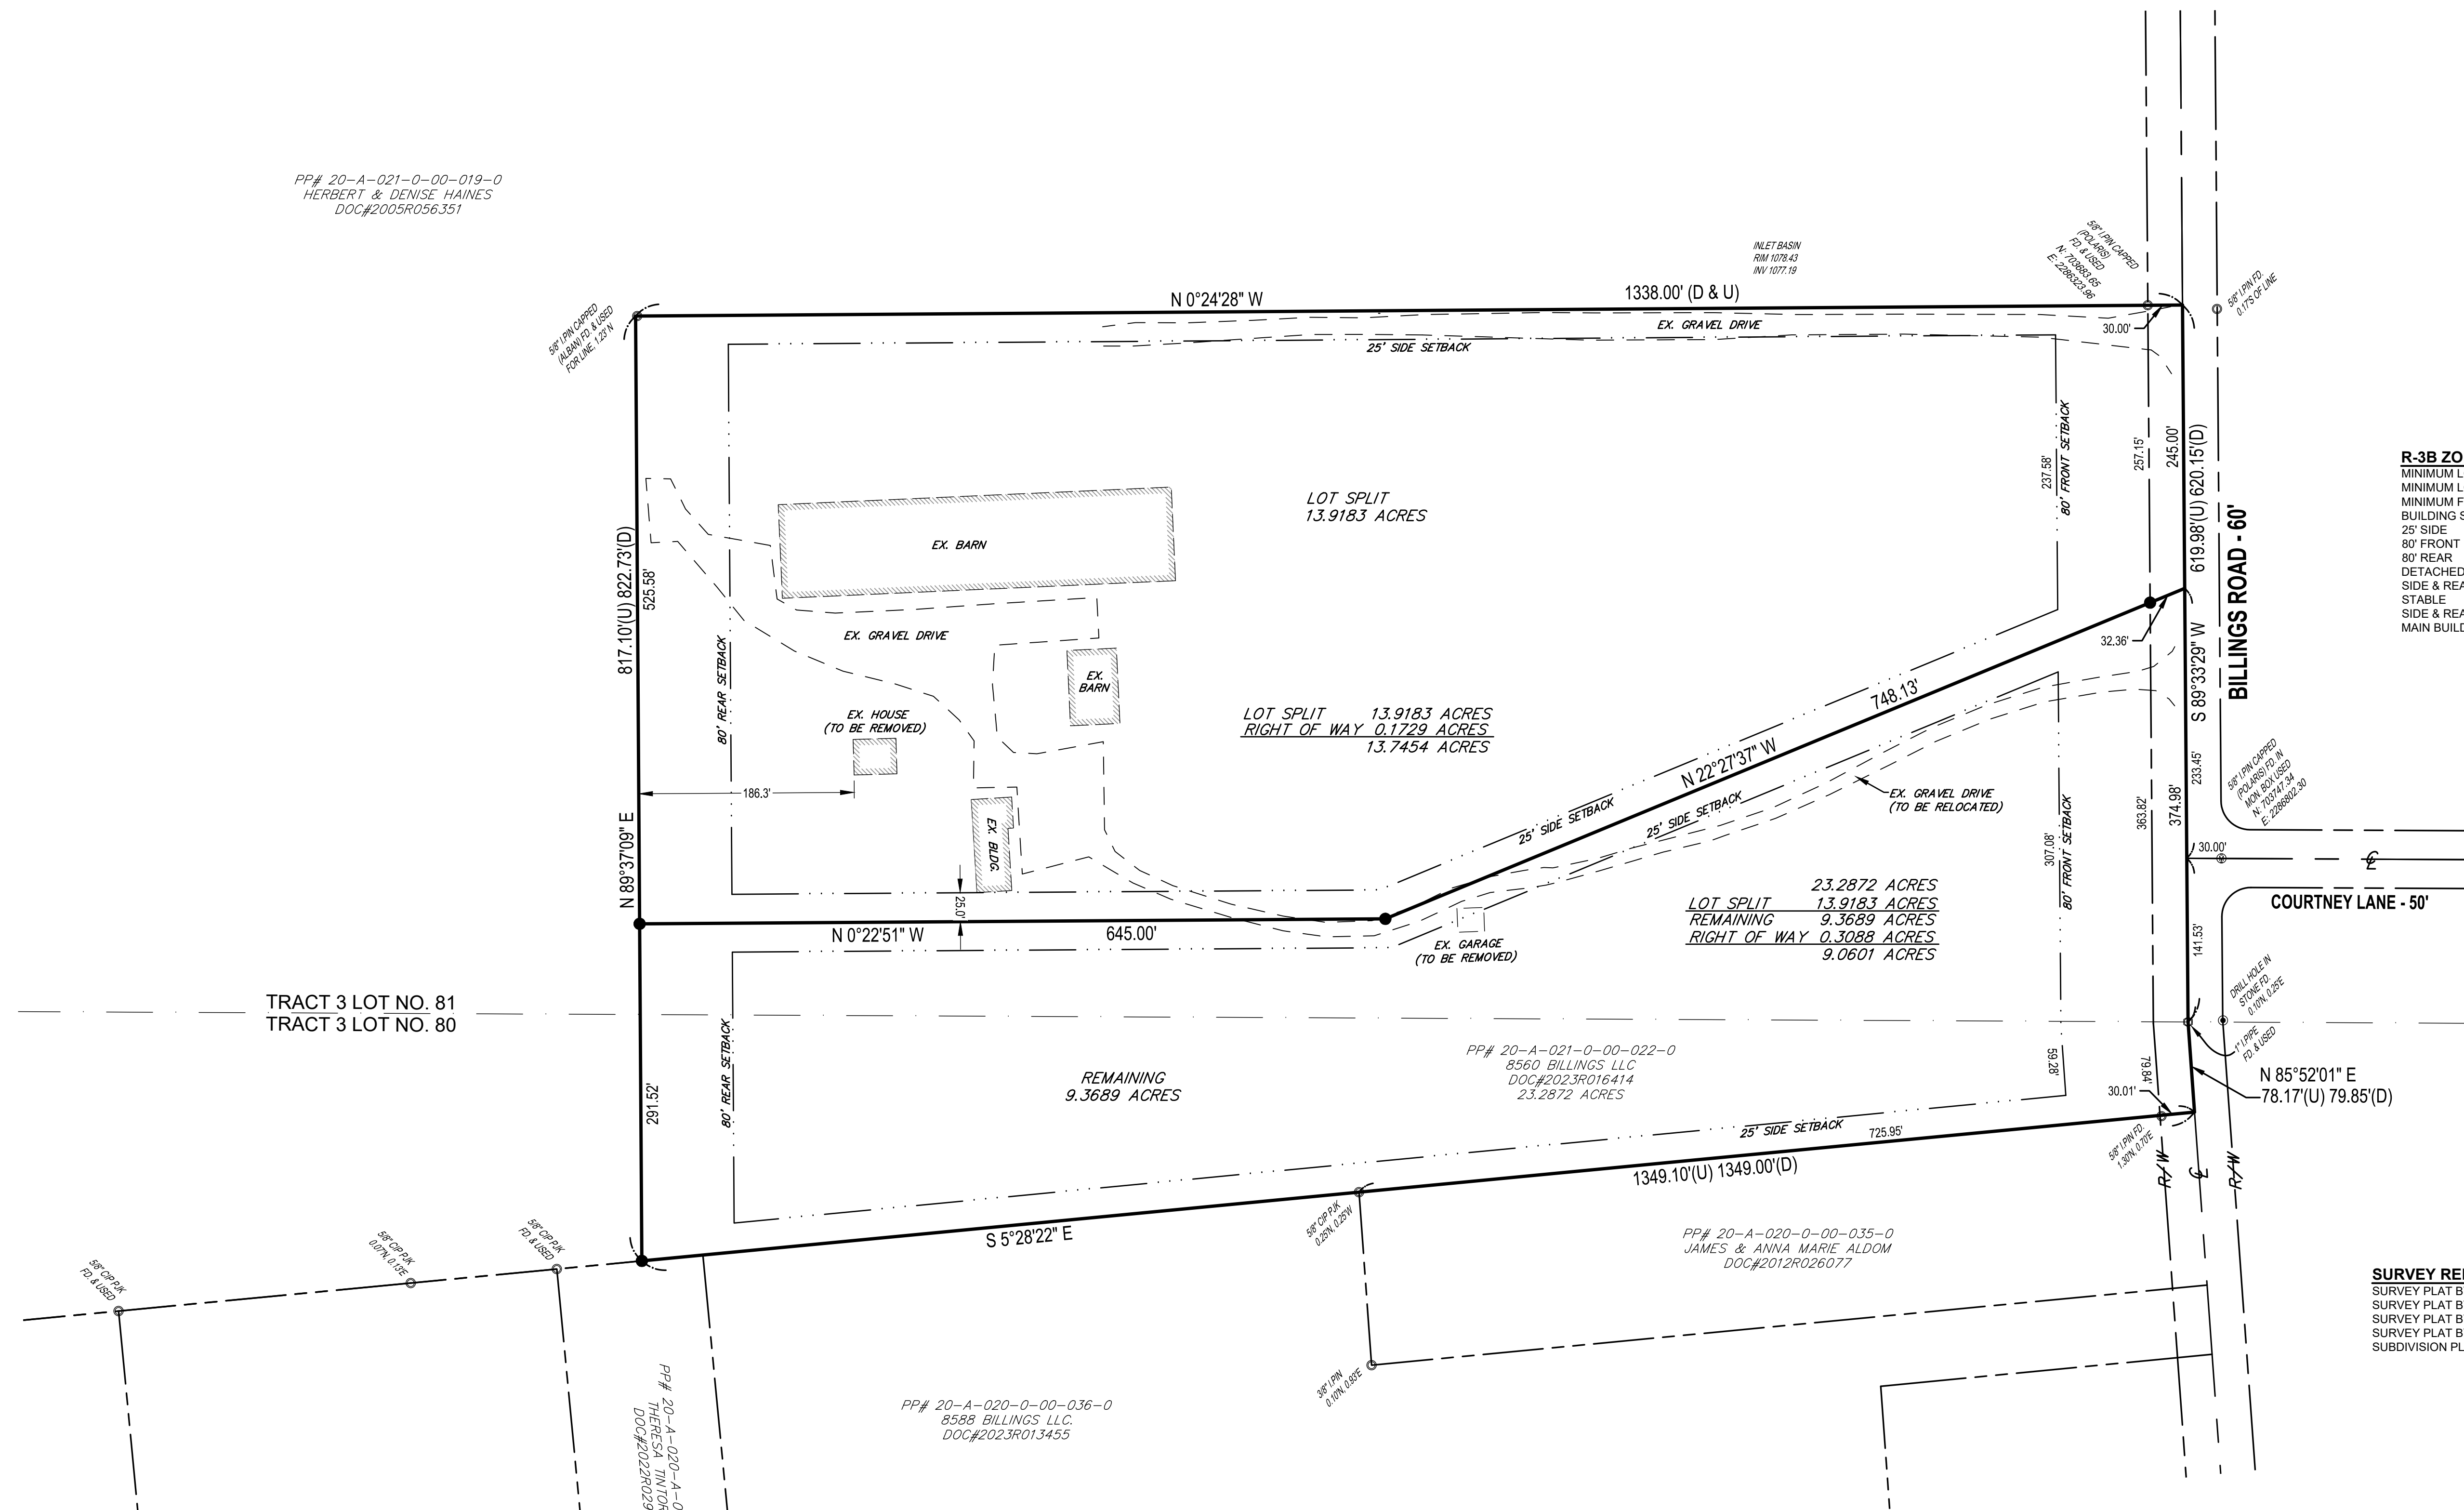 PP# 20-A-021-0-00-019-0
HERBERT & DENISE HAINES
DOC#2005R056351
INLET BASIN
RIM 1078.43
INV 1077.19
5/8" I.PIN CAPPED
(POLARIS)
FD. & USED
N: 703683.65
E: 2286323.96
5/8" I.PIN FD.
0.17'S OF LINE
5/8" I.PIN CAPPED
(ALBAN) FD. & USED
FOR LINE, 1.23' N
N 0°24'28" W
1338.00' (D & U)
30.00'
EX. GRAVEL DRIVE
25' SIDE SETBACK
237.58'
80' FRONT SETBACK
257.15'
245.00'
619.98'(U) 620.15'(D)
BILLINGS ROAD - 60'
R-3B ZO
MINIMUM L
MINIMUM L
MINIMUM F
BUILDING S
25' SIDE
80' FRONT
80' REAR
DETACHED
SIDE & REA
STABLE
SIDE & REA
MAIN BUILD
LOT SPLIT
13.9183 ACRES
EX. BARN
817.10'(U) 822.73'(D)
525.58'
EX. GRAVEL DRIVE
80' REAR SETBACK
EX.
BARN
EX. HOUSE
(TO BE REMOVED)
186.3'
EX. BLDG.
LOT SPLIT 13.9183 ACRES
RIGHT OF WAY 0.1729 ACRES
13.7454 ACRES
32.36'
748.13'
N 22°27'37" W
25' SIDE SETBACK
25' SIDE SETBACK
EX. GRAVEL DRIVE
(TO BE RELOCATED)
S 89°33'29" W
233.45'
374.98'
363.82'
307.08'
80' FRONT SETBACK
5/8" I.PIN CAPPED
(POLARIS) FD. IN
MON. BOX USED
N: 703747.34
E: 2286802.30
30.00'
COURTNEY LANE - 50'
N 89°37'09" E
25.0'
N 0°22'51" W
645.00'
EX. GARAGE
(TO BE REMOVED)
23.2872 ACRES
LOT SPLIT 13.9183 ACRES
REMAINING 9.3689 ACRES
RIGHT OF WAY 0.3088 ACRES
9.0601 ACRES
141.53'
DRILL HOLE IN
STONE FD.
0.10'N, 0.25'E
1" I.PIPE
FD. & USED
TRACT 3 LOT NO. 81
TRACT 3 LOT NO. 80
291.52'
80' REAR SETBACK
REMAINING
9.3689 ACRES
PP# 20-A-021-0-00-022-0
8560 BILLINGS LLC
DOC#2023R016414
23.2872 ACRES
59.28'
79.84'
30.01'
N 85°52'01" E
78.17'(U) 79.85'(D)
25' SIDE SETBACK
725.95'
5/8" I.PIN FD.
1.30'N, 0.70'E
R/W
R/W
1349.10'(U) 1349.00'(D)
S 5°28'22" E
5/8" C/P PJK
0.25'N, 0.25'W
5/8" C/P PJK
FD. & USED
5/8" C/P PJK
0.07'N, 0.13'E
5/8" C/P PJK
FD. & USED
PP# 20-A-020-0-00-035-0
JAMES & ANNA MARIE ALDOM
DOC#2012R026077
3/8" I.PIN
0.10'N, 0.93'E
PP# 20-A-020-0-00-036-0
8588 BILLINGS LLC.
DOC#2023R013455
PP# 20-A-020-A-0
THERESA TINTOR
DOC#2022R029
SURVEY REI
SURVEY PLAT B
SURVEY PLAT B
SURVEY PLAT B
SURVEY PLAT B
SUBDIVISION PL